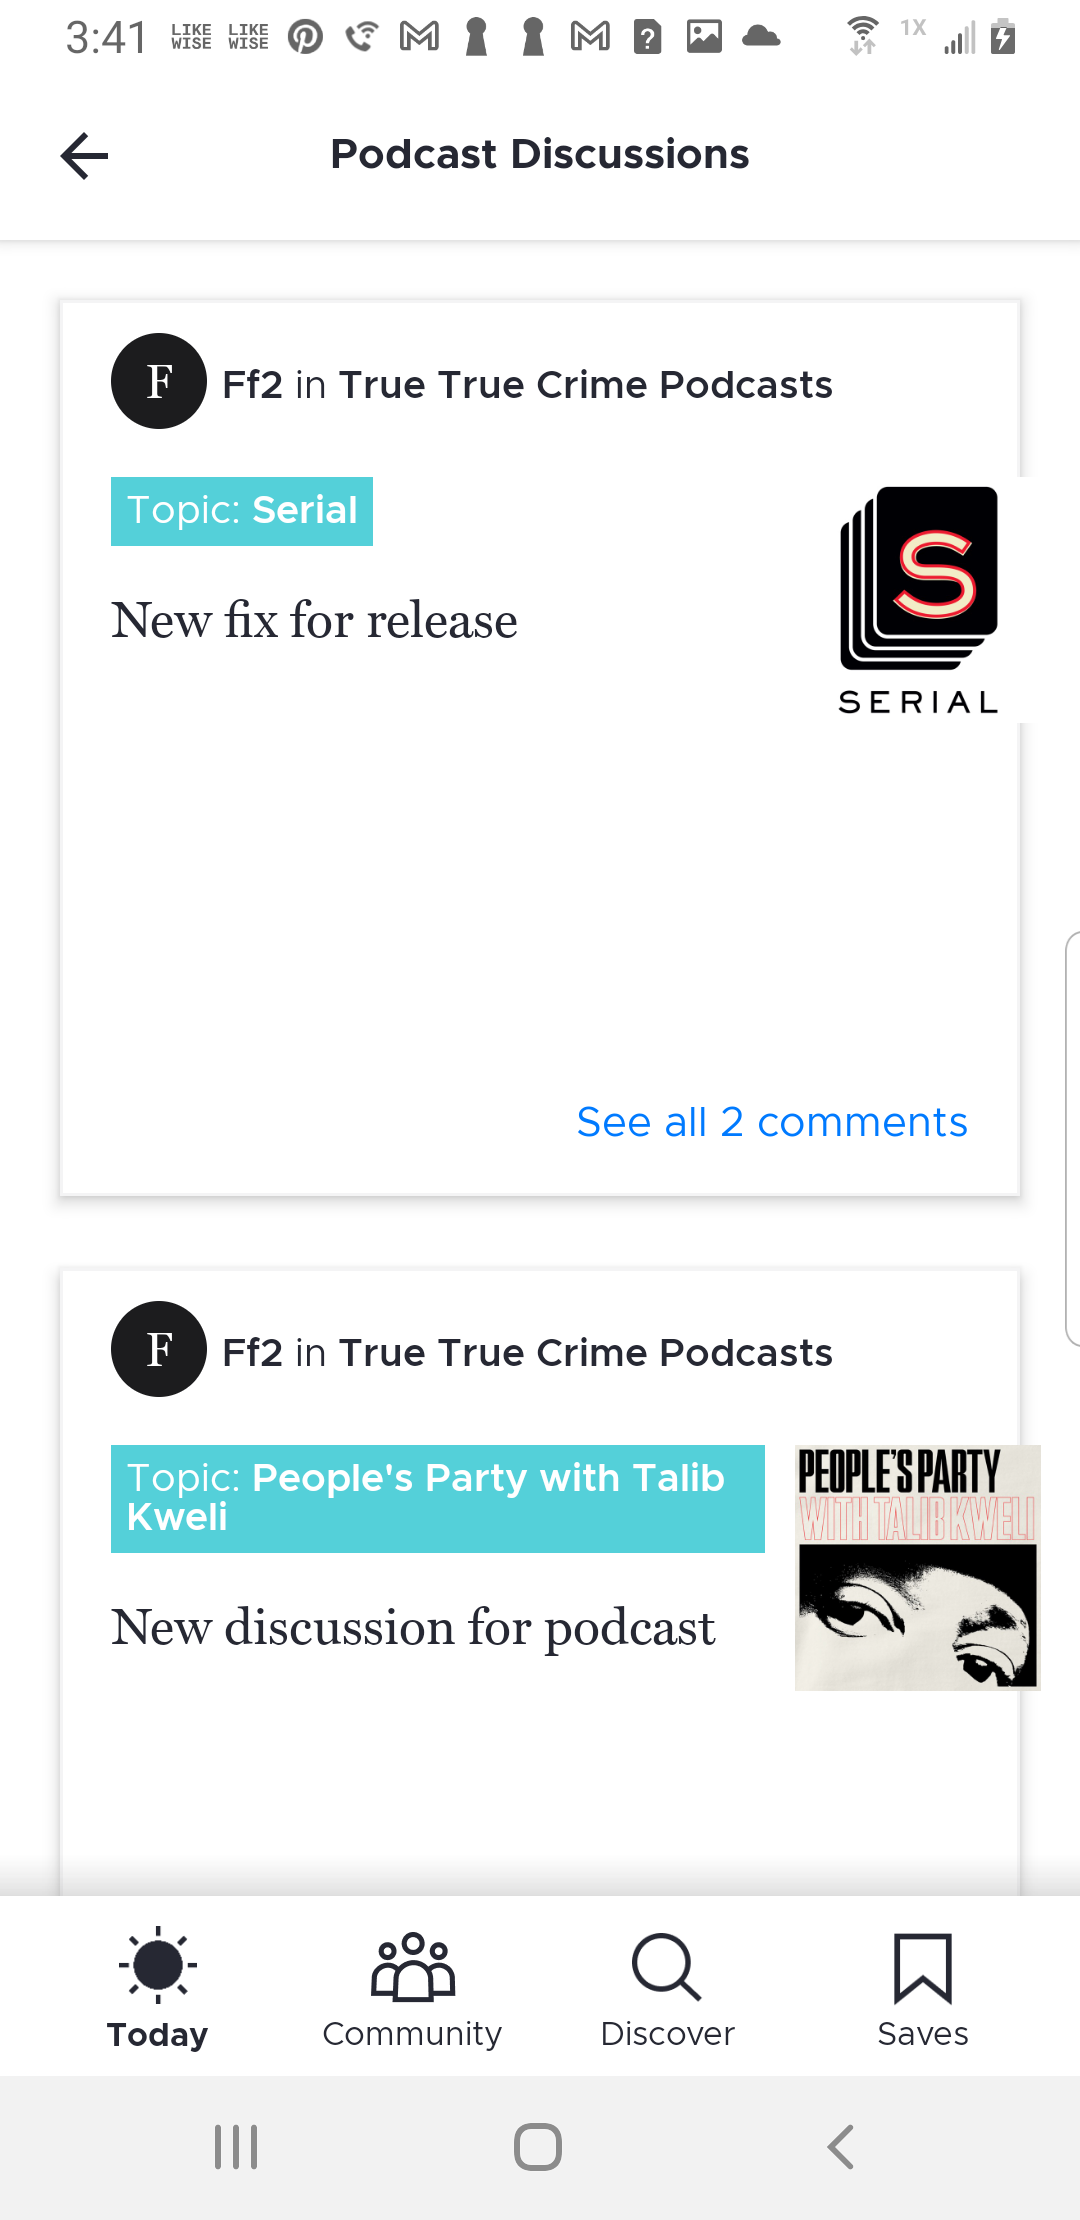 3:41 LIKE WISE LIKE WISE 1X
Podcast Discussions
F Ff2 in True True Crime Podcasts
Topic: Serial
New fix for release
S
SERIAL
See all 2 comments
F Ff2 in True True Crime Podcasts
Topic: People's Party with Talib
Kweli
New discussion for podcast
PEOPLE'S PARTY
WITH TALIB KWELI
Today Community Discover Saves